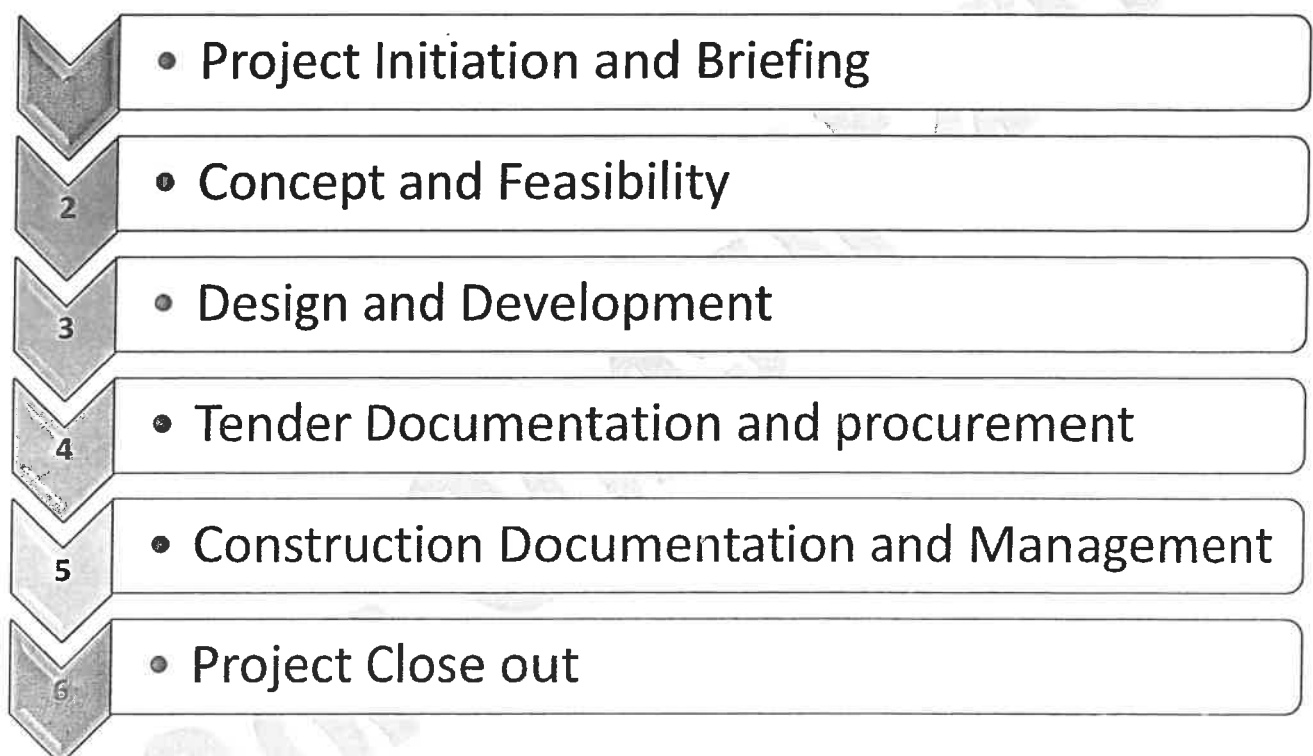 • Project Initiation and Briefing
2 • Concept and Feasibility
3 • Design and Development
4 • Tender Documentation and procurement
5 • Construction Documentation and Management
6 • Project Close out